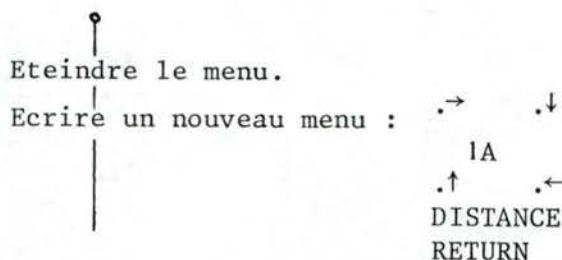 Eteindre le menu.
Ecrire un nouveau menu :
.→ .↓
1A
.↑ .←
DISTANCE
RETURN